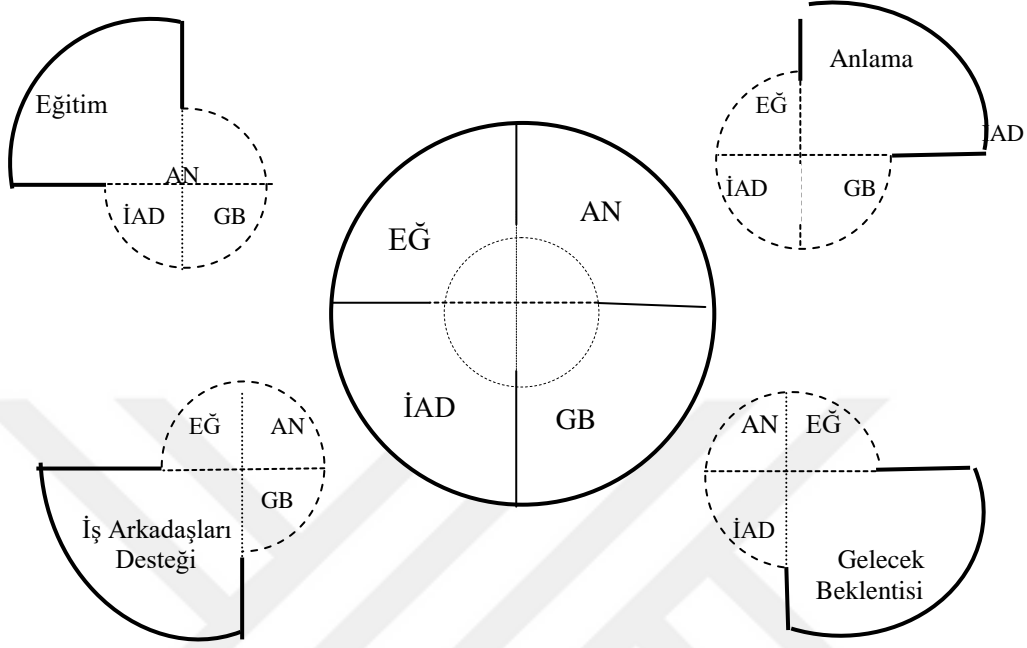 Eğitim
AN
İAD
GB
Anlama
EĞ
İAD
İAD
GB
EĞ
AN
İAD
GB
EĞ
AN
GB
İş Arkadaşları
Desteği
AN
EĞ
İAD
Gelecek
Beklentisi